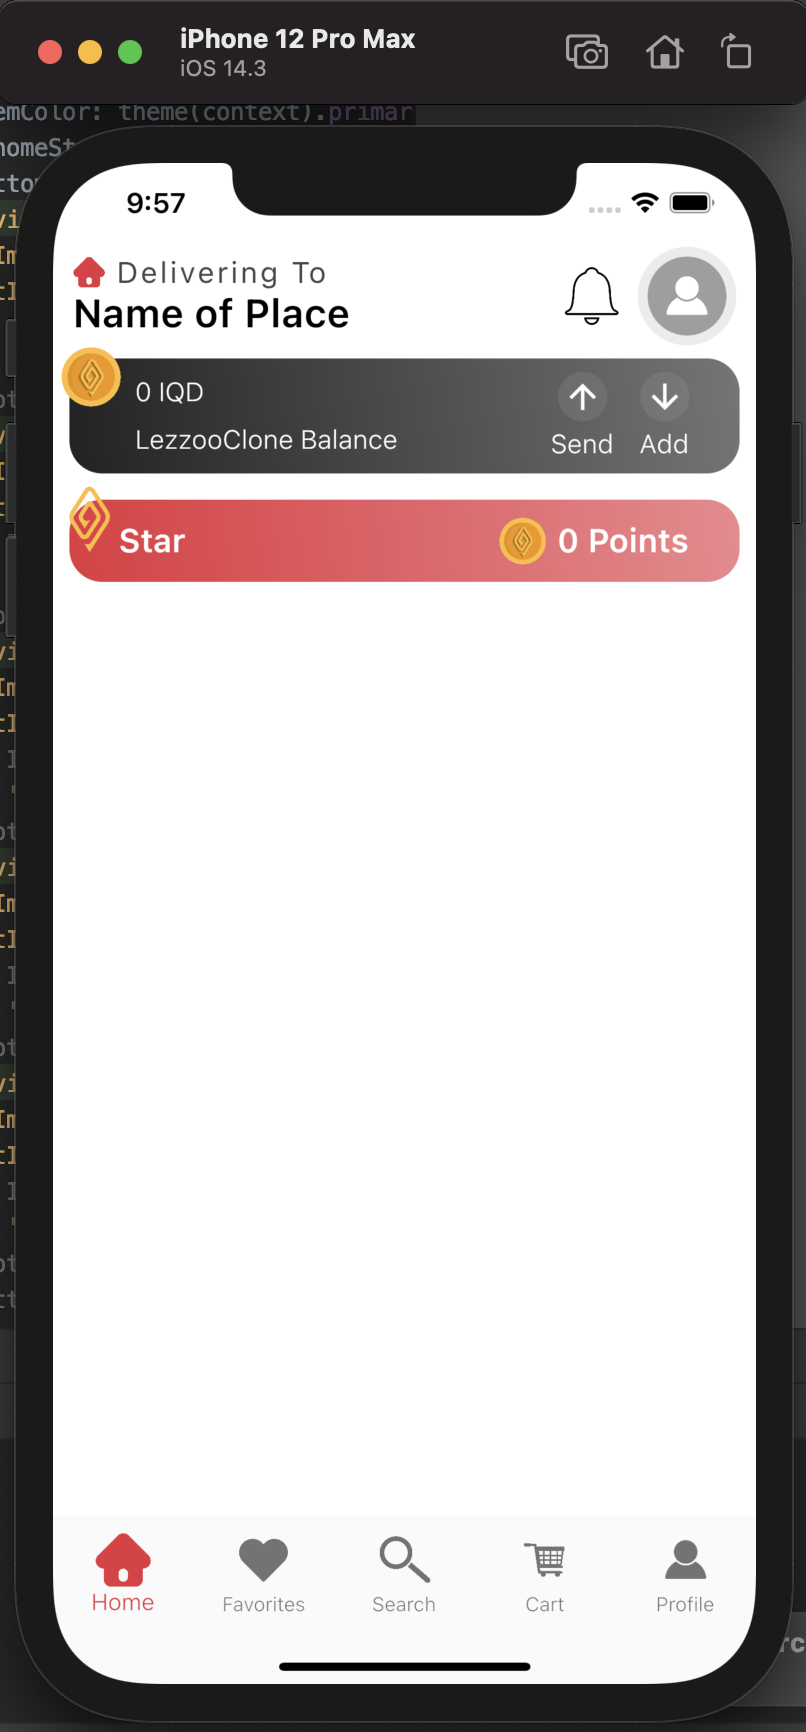 iPhone 12 Pro Max
iOS 14.3
emColor: theme(context).primar
9:57
Delivering To
Name of Place
0 IQD
LezzooClone Balance
Send
Add
Star
0 Points
Home
Favorites
Search
Cart
Profile